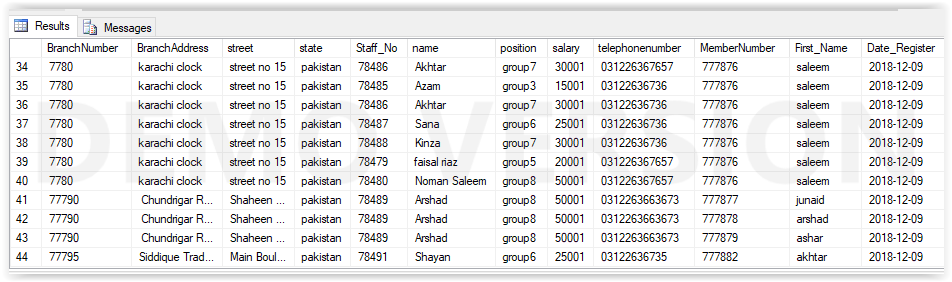 Results Messages
BranchNumber BranchAddress street state Staff_No name position salary telephonenumber MemberNumber First_Name Date_Register
34 7780 karachi clock street no 15 pakistan 78486 Akhtar group7 30001 031226367657 777876 saleem 2018-12-09
35 7780 karachi clock street no 15 pakistan 78485 Azam group3 15001 03122636736 777876 saleem 2018-12-09
36 7780 karachi clock street no 15 pakistan 78486 Akhtar group7 30001 03122636736 777876 saleem 2018-12-09
37 7780 karachi clock street no 15 pakistan 78487 Sana group6 25001 03122636736 777876 saleem 2018-12-09
38 7780 karachi clock street no 15 pakistan 78488 Kinza group7 30001 03122636736 777876 saleem 2018-12-09
39 7780 karachi clock street no 15 pakistan 78479 faisal riaz group5 20001 031226367657 777876 saleem 2018-12-09
40 7780 karachi clock street no 15 pakistan 78480 Noman Saleem group8 50001 031226367657 777876 saleem 2018-12-09
41 77790 Chundrigar R... Shaheen ... pakistan 78489 Arshad group8 50001 0312263663673 777877 junaid 2018-12-09
42 77790 Chundrigar R... Shaheen ... pakistan 78489 Arshad group8 50001 0312263663673 777878 arshad 2018-12-09
43 77790 Chundrigar R... Shaheen ... pakistan 78489 Arshad group8 50001 0312263663673 777879 ashar 2018-12-09
44 77795 Siddique Trad... Main Boul... pakistan 78491 Shayan group6 25001 03122636735 777882 akhtar 2018-12-09
DEMO VERSION